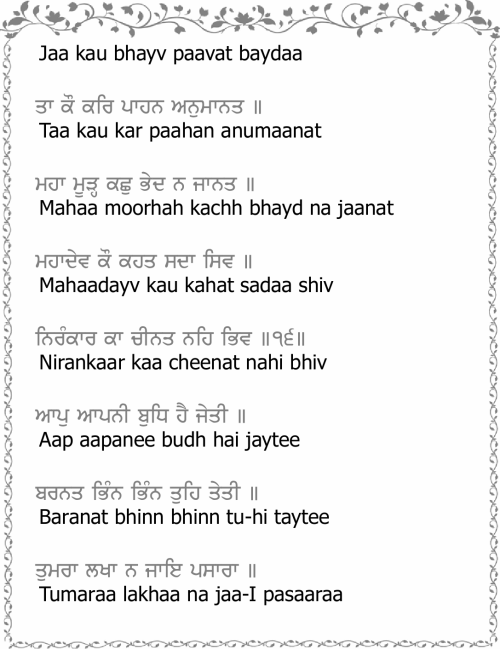 Jaa kau bhayv paavat baydaa
ਤਾ ਕੌ ਕਰਿ ਪਾਹਨ ਅਨੁਮਾਨਤ ॥
Taa kau kar paahan anumaanat
ਮਹਾ ਮੂੜ੍ਹ ਕਛੁ ਭੇਦ ਨ ਜਾਨਤ ॥
Mahaa moorhah kachh bhayd na jaanat
ਮਹਾਦੇਵ ਕੌ ਕਹਤ ਸਦਾ ਸਿਵ ॥
Mahaadayv kau kahat sadaa shiv
ਨਿਰੰਕਾਰ ਕਾ ਚੀਨਤ ਨਹਿ ਭਿਵ ॥੧੬॥
Nirankaar kaa cheenat nahi bhiv
ਆਪੁ ਆਪਨੀ ਬੁਧਿ ਹੈ ਜੇਤੀ ॥
Aap aapanee budh hai jaytee
ਬਰਨਤ ਭਿੰਨ ਭਿੰਨ ਤੁਹਿ ਤੇਤੀ ॥
Baranat bhinn bhinn tu-hi taytee
ਤੁਮਰਾ ਲਖਾ ਨ ਜਾਇ ਪਸਾਰਾ ॥
Tumaraa lakhaa na jaa-I pasaaraa